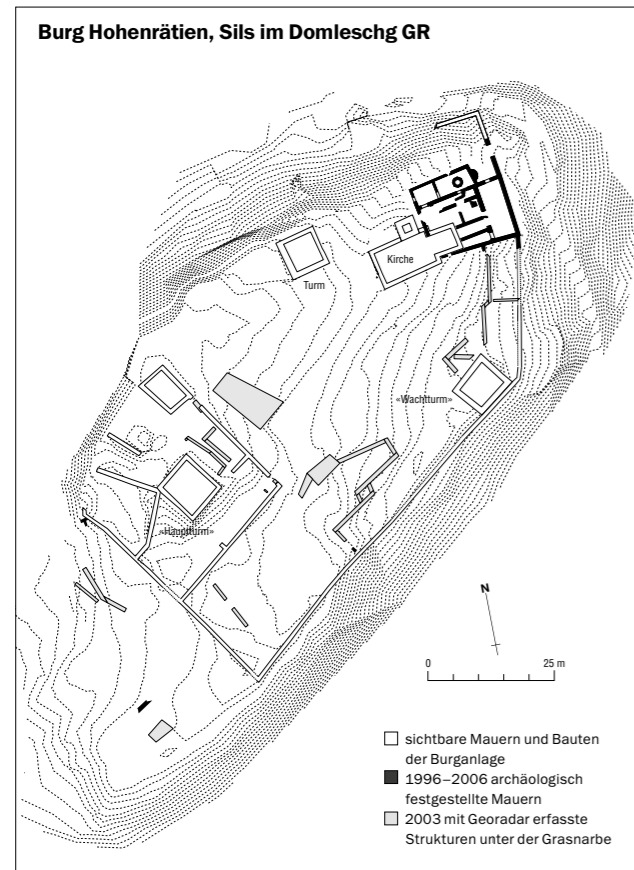 Burg Hohenrätien, Sils im Domleschg GR
Kirche
Turm
«Wachtturm»
«Hauptturm»
N
0 25 m
sichtbare Mauern und Bauten
der Burganlage
1996–2006 archäologisch
festgestellte Mauern
2003 mit Georadar erfasste
Strukturen unter der Grasnarbe